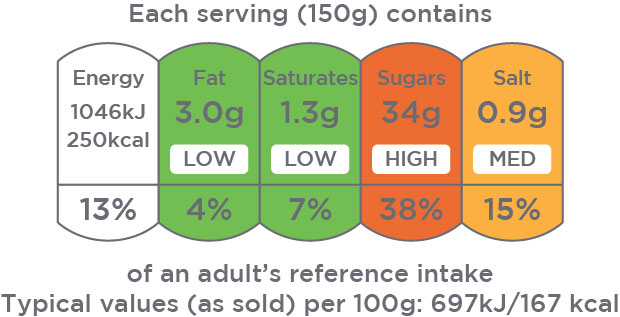 Each serving (150g) contains
Energy Fat Saturates Sugars Salt
1046kJ 3.0g 1.3g 34g 0.9g
250kcal
LOW LOW HIGH MED
13% 4% 7% 38% 15%
of an adult's reference intake
Typical values (as sold) per 100g: 697kJ/167 kcal